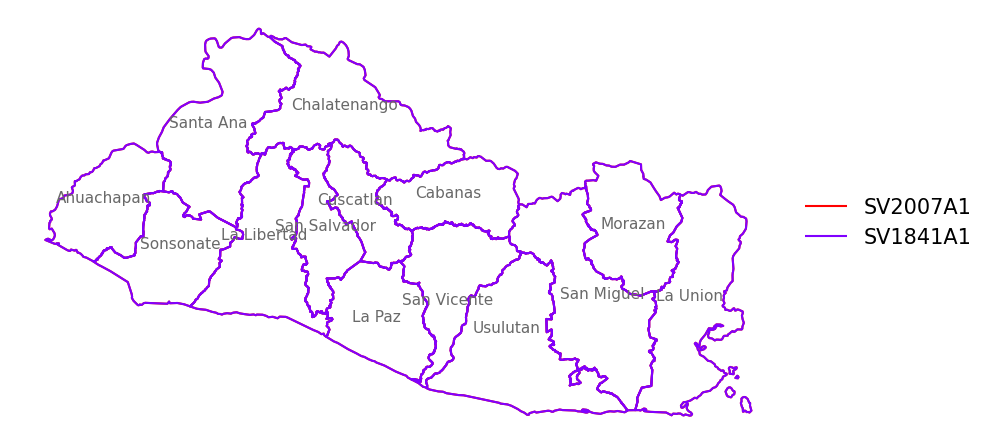 Chalatenango
Santa Ana
Ahuachapan
Cabanas
Cuscatlan
San Salvador
Morazan
La Libertad
Sonsonate
San Miguel
La Union
San Vicente
La Paz
Usulutan
SV2007A1
SV1841A1